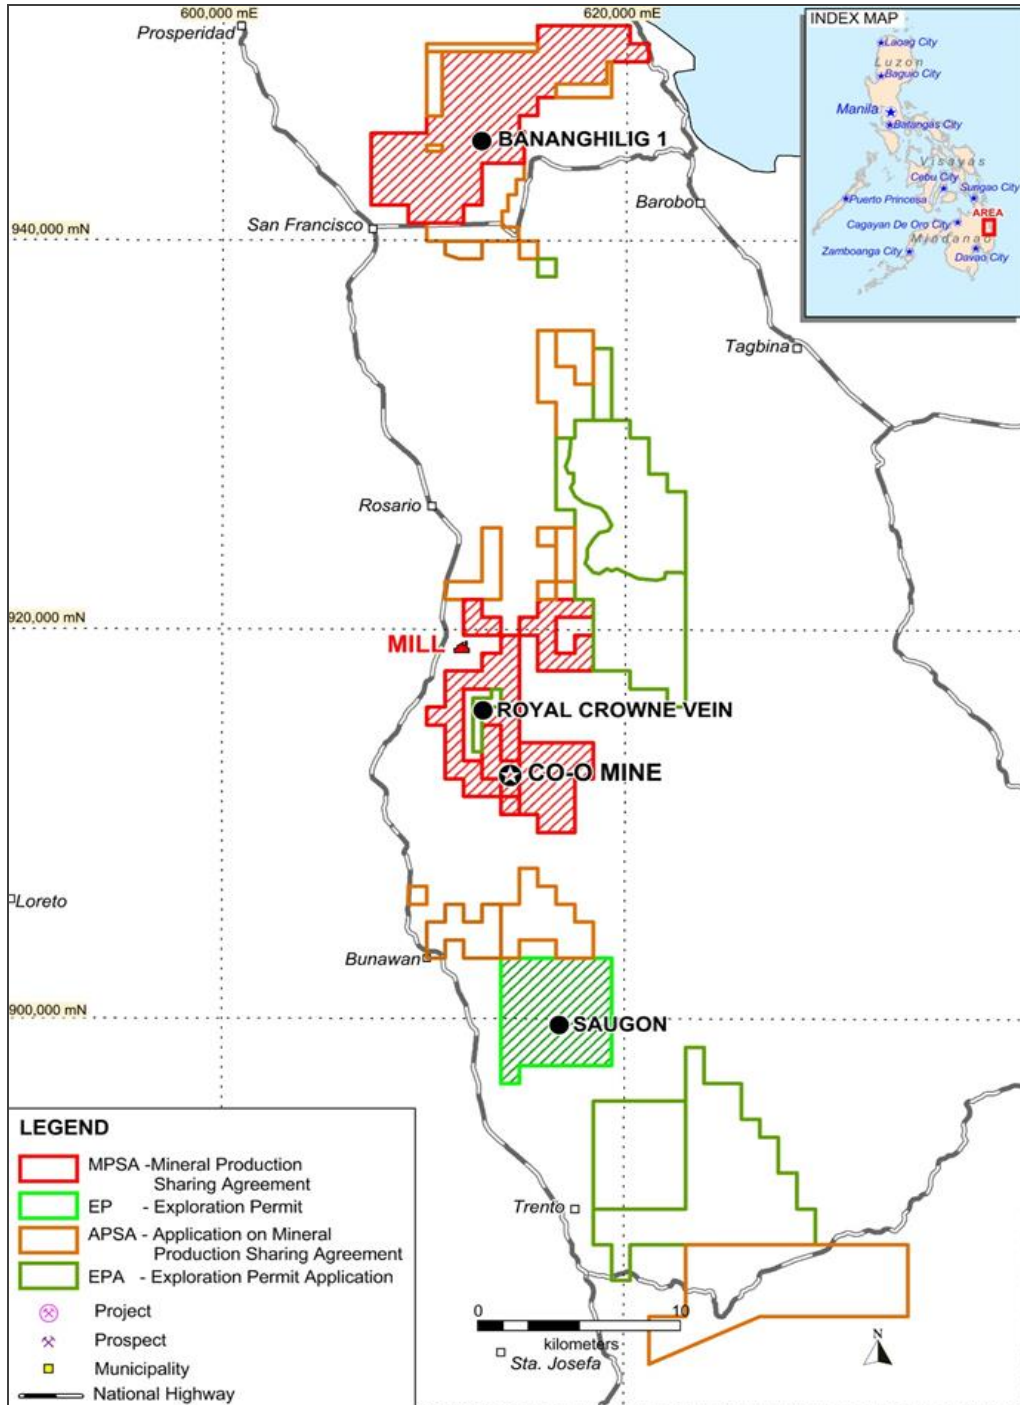 600,000 mE
620,000 mE
Prosperidad
INDEX MAP
Laoag City
Luzon
Baguio City
Manila
Batangas City
Visayas
Cebu City
Surigao City
Puerto Princesa
AREA
Cagayan De Oro City
Mindanao
Zamboanga City
Davao City
BANANGHILIG 1
Barobo
San Francisco
940,000 mN
Tagbina
Rosario
920,000 mN
MILL
ROYAL CROWNE VEIN
CO-O MINE
Loreto
Bunawan
900,000 mN
SAUGON
LEGEND
MPSA -Mineral Production
Sharing Agreement
EP - Exploration Permit
APSA - Application on Mineral
Production Sharing Agreement
EPA - Exploration Permit Application
Project
Prospect
Municipality
National Highway
Trento
0 10
kilometers
Sta. Josefa
N